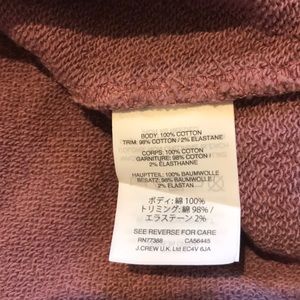 BODY: 100% COTTON
TRIM: 98% COTTON / 2% ELASTANE
CORPS: 100% COTON
GARNITURE: 98% COTON /
2% ÉLASTHANNE
HAUPTTEIL: 100% BAUMWOLLE
BESATZ: 98% BAUMWOLLE
2% ELASTAN
ボディ: 綿 100%
トリミング: 綿 98% /
エラステーン 2%
SEE REVERSE FOR CARE
RN77388 CA56445
J.CREW U.K. Ltd EC4V 6JA